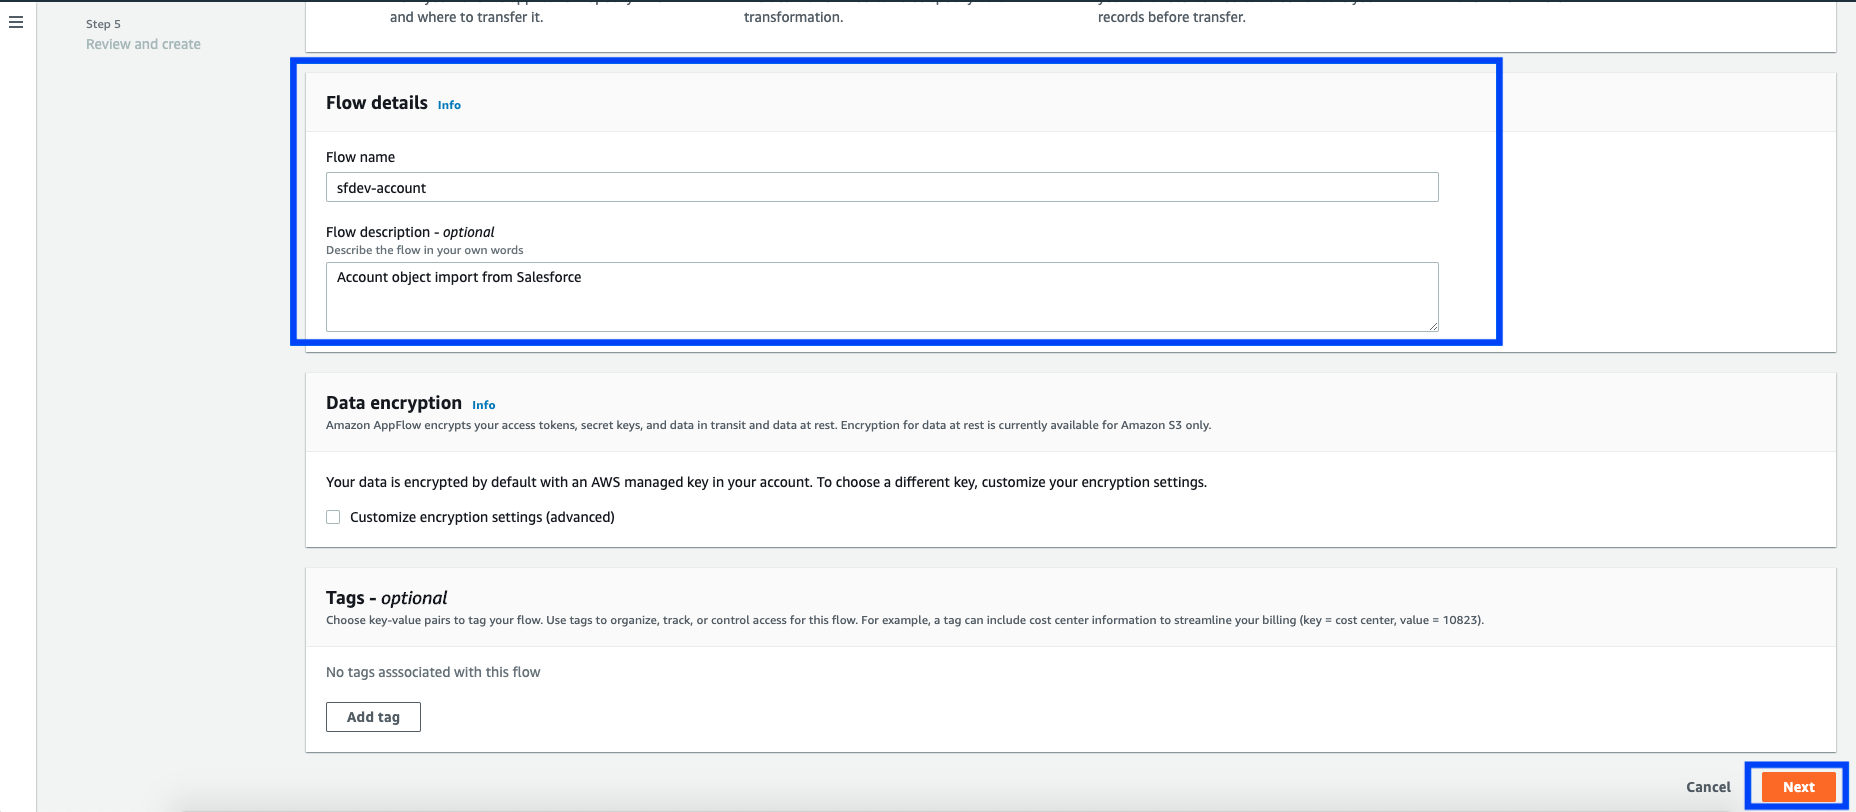 Step 5
Review and create
and where to transfer it.
transformation.
records before transfer.
Flow details Info
Flow name
sfdev-account
Flow description - optional
Describe the flow in your own words
Account object import from Salesforce
Data encryption Info
Amazon AppFlow encrypts your access tokens, secret keys, and data in transit and data at rest. Encryption for data at rest is currently available for Amazon S3 only.
Your data is encrypted by default with an AWS managed key in your account. To choose a different key, customize your encryption settings.
Customize encryption settings (advanced)
Tags - optional
Choose key-value pairs to tag your flow. Use tags to organize, track, or control access for this flow. For example, a tag can include cost center information to streamline your billing (key = cost center, value = 10823).
No tags asssociated with this flow
Add tag
Cancel
Next